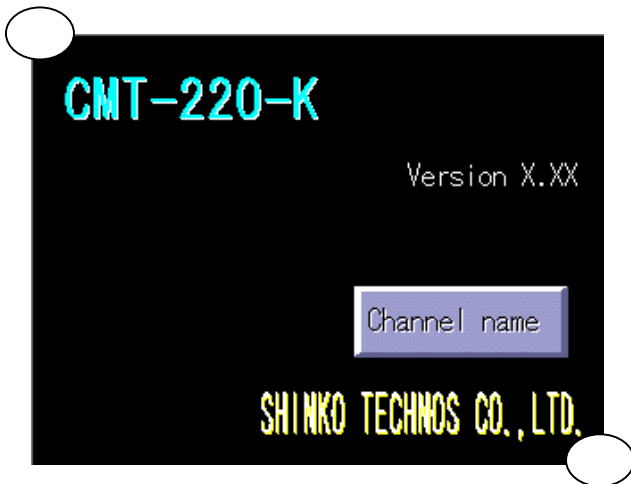 CMT-220-K
Version X.XX
Channel name
SHINKO TECHNOS CO.,LTD.